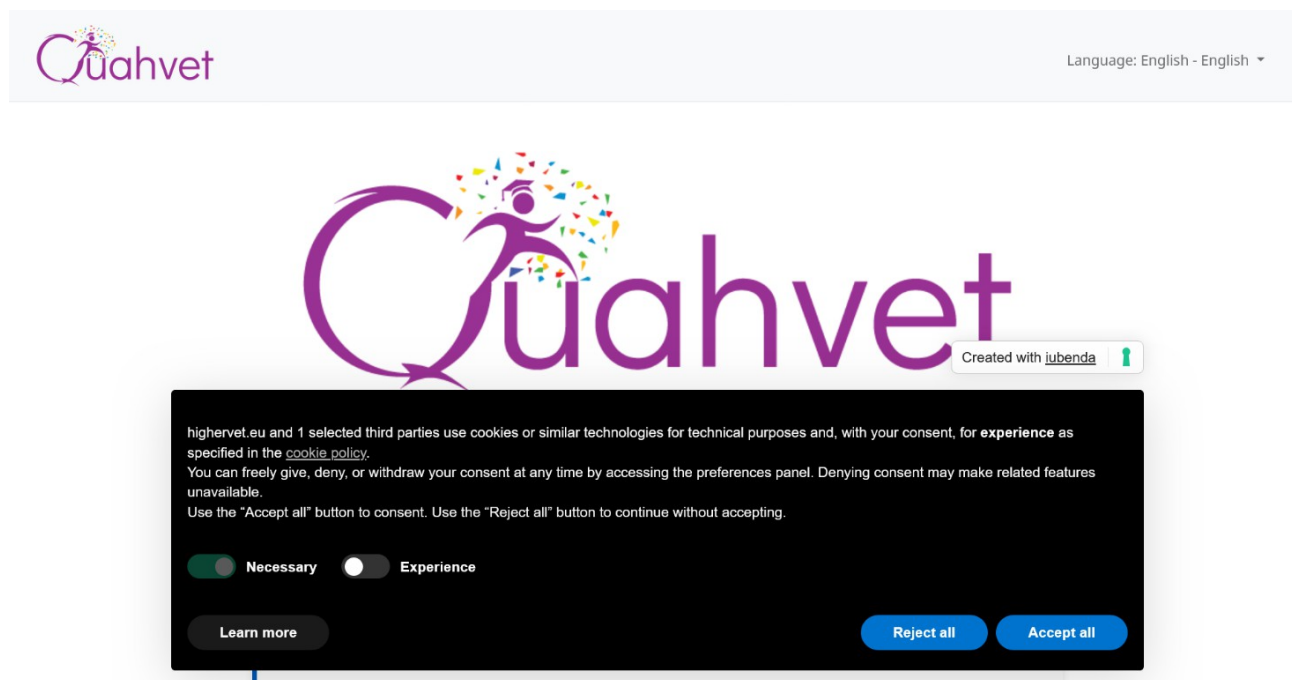 Quahvet
Language: English - English
Quahvet
Created with iubenda
highervet.eu and 1 selected third parties use cookies or similar technologies for technical purposes and, with your consent, for experience as
specified in the cookie policy.
You can freely give, deny, or withdraw your consent at any time by accessing the preferences panel. Denying consent may make related features
unavailable.
Use the “Accept all” button to consent. Use the “Reject all” button to continue without accepting.
Necessary Experience
Learn more Reject all Accept all